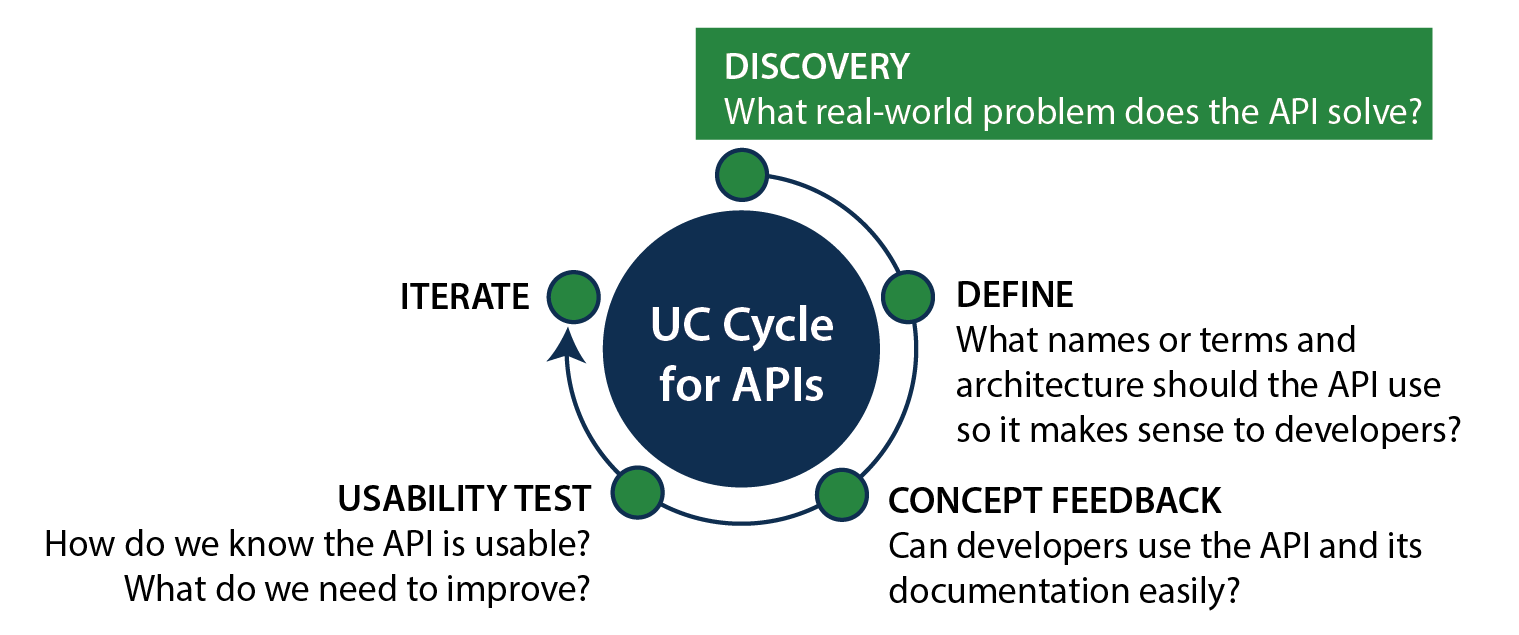 DISCOVERY
What real-world problem does the API solve?
UC Cycle
for APIs
DEFINE
What names or terms and
architecture should the API use
so it makes sense to developers?
CONCEPT FEEDBACK
Can developers use the API and its
documentation easily?
USABILITY TEST
How do we know the API is usable?
What do we need to improve?
ITERATE